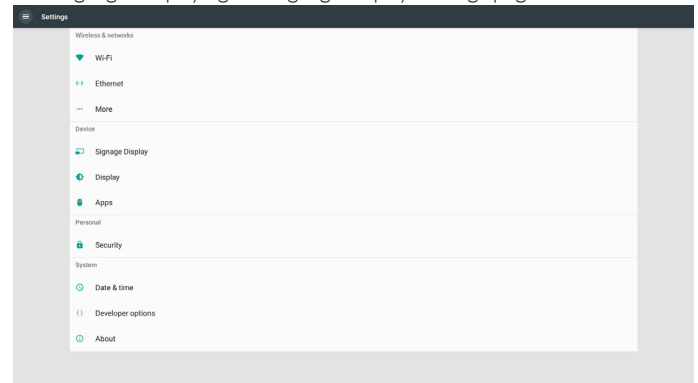 Settings
Wireless & networks
Wi-Fi
Ethernet
More
Device
Signage Display
Display
Apps
Personal
Security
System
Date & time
Developer options
About